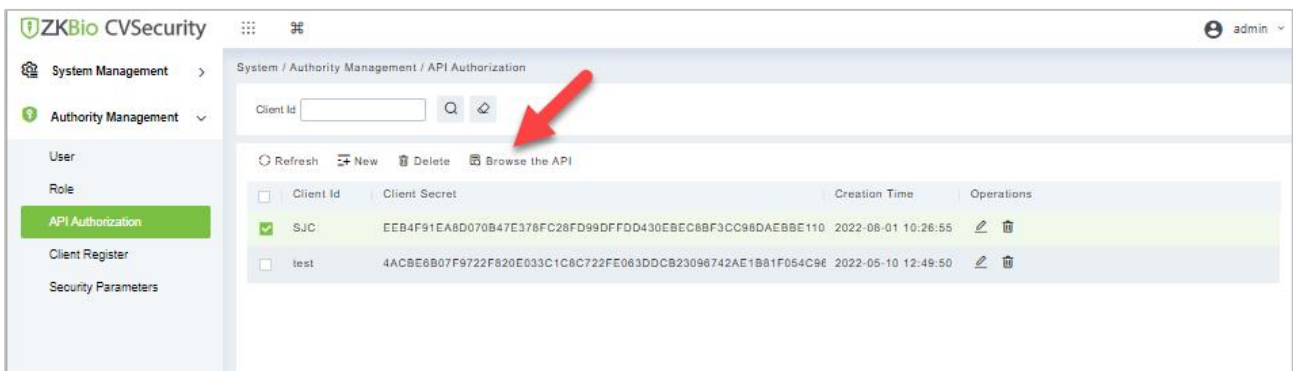 ZKBio CVSecurity
admin
System Management
System / Authority Management / API Authorization
Authority Management
Client Id
User
Refresh New Delete Browse the API
Role
Client Id Client Secret Creation Time Operations
API Authorization
SJC EEB4F91EA8D070B47E378FC28FD99DFFDD430EBEC8BF3CC98DAEBBE110 2022-08-01 10:26:55
Client Register
test 4ACBE6B07F9722F820E033C1C8C722FE063DDCB23096742AE1B81F054C96 2022-05-10 12:49:50
Security Parameters